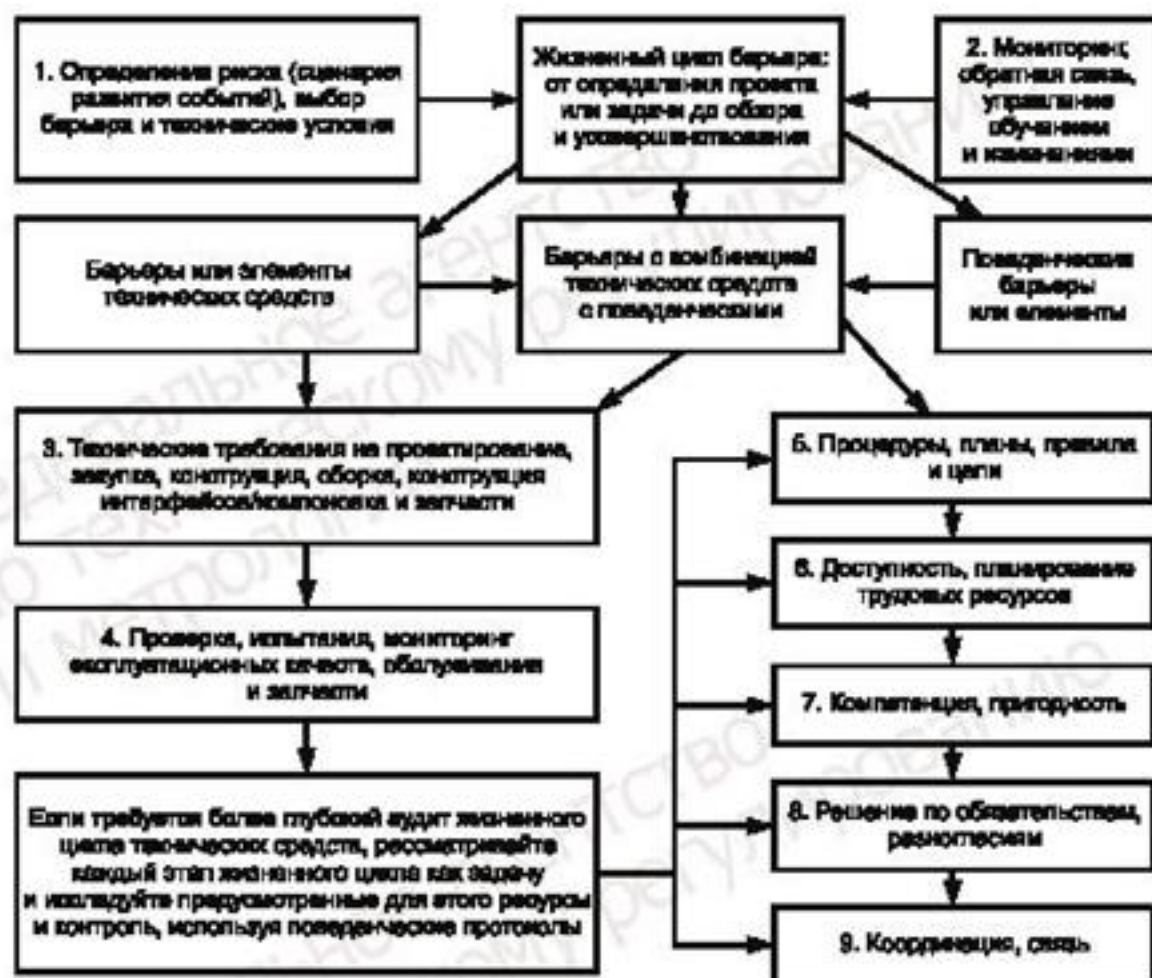 1. Определение риска (сценария
развития событий), выбор
барьера и технические условия
Жизненный цикл барьера:
от определения проекта
или задачи до обзора
и усовершенствования
2. Мониторинг,
обратная связь,
управление
обучением
и изменениями
Барьеры или элементы
технических средств
Барьеры с комбинацией
технических средств
с поведенческими
Поведенческие
барьеры
или элементы
3. Технические требования на проектирование,
закупка, конструкция, сборка, конструкция
интерфейсов/компоновка и запчасти
4. Проверка, испытания, мониторинг
эксплуатационных качеств, обслуживание
и запчасти
Если требуется более глубокий аудит жизненного
цикла технических средств, рассматривайте
каждый этап жизненного цикла как задачу
и исследуйте предусмотренные для этого ресурсы
и контроль, используя поведенческие протоколы
5. Процедуры, планы, правила
и цели
6. Доступность, планирование
трудовых ресурсов
7. Компетенция, пригодность
8. Решение по обязательствам,
разногласиям
9. Координация, связь